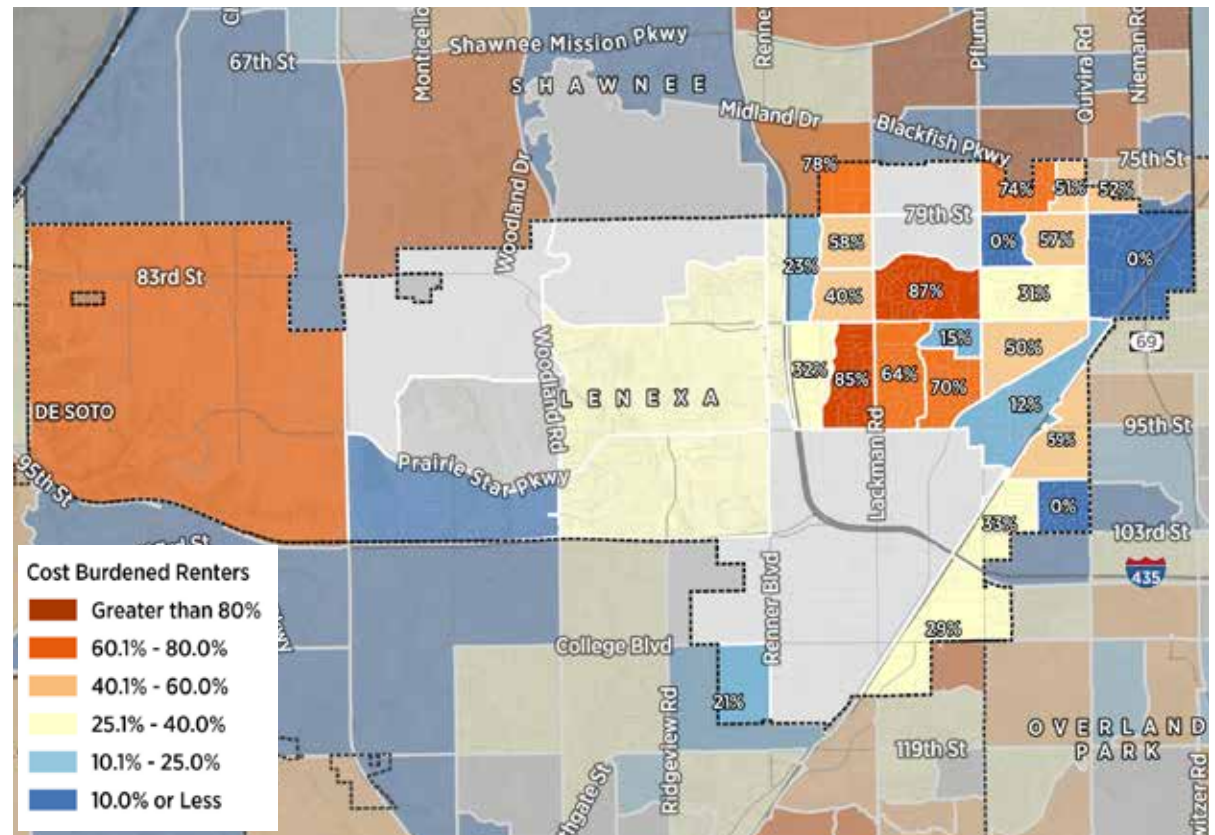 Shawnee Mission Pkwy
67th St
Monticello
SHAWNEE
Renne
Pflumm
Quivira Rd
Nieman Rd
Midland Dr
Blackfish Pkwy
75th St
Woodland Dr
78%
74%
51%
52%
79th St
83rd St
58%
0%
57%
0%
23%
40%
87%
31%
15%
50%
69
Woodland Rd
32%
85%
64%
70%
LENEXA
DE SOTO
12%
95th St
59%
95th St
Prairie Star Pkwy
Lackman Rd
0%
33%
103rd St
435
29%
College Blvd
Renner Blvd
21%
Ridgeview Rd
OVERLAND
PARK
119th St
Cost Burdened Renters
Greater than 80%
60.1% - 80.0%
40.1% - 60.0%
25.1% - 40.0%
10.1% - 25.0%
10.0% or Less